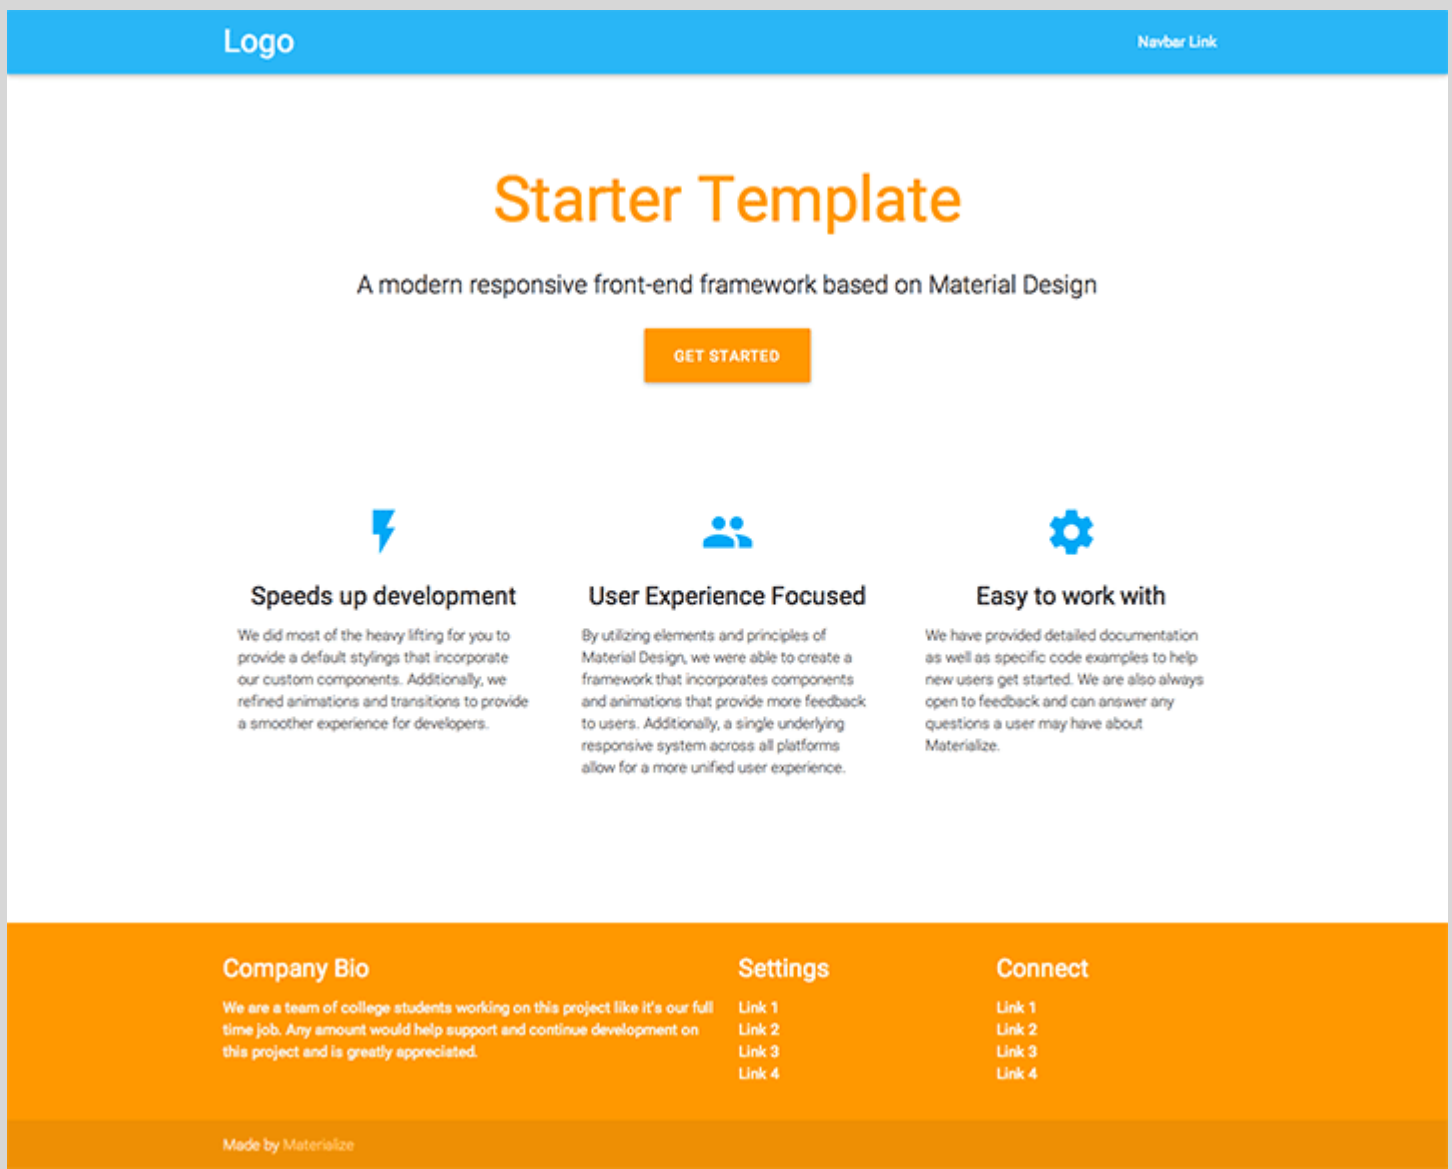 Logo
Navbar Link
Starter Template
A modern responsive front-end framework based on Material Design
GET STARTED
Speeds up development
We did most of the heavy lifting for you to
provide a default stylings that incorporate
our custom components. Additionally, we
refined animations and transitions to provide
a smoother experience for developers.
User Experience Focused
By utilizing elements and principles of
Material Design, we were able to create a
framework that incorporates components
and animations that provide more feedback
to users. Additionally, a single underlying
responsive system across all platforms
allow for a more unified user experience.
Easy to work with
We have provided detailed documentation
as well as specific code examples to help
new users get started. We are also always
open to feedback and can answer any
questions a user may have about
Materialize.
Company Bio
We are a team of college students working on this project like it's our full
time job. Any amount would help support and continue development on
this project and is greatly appreciated.
Settings
Link 1
Link 2
Link 3
Link 4
Connect
Link 1
Link 2
Link 3
Link 4
Made by Materialize